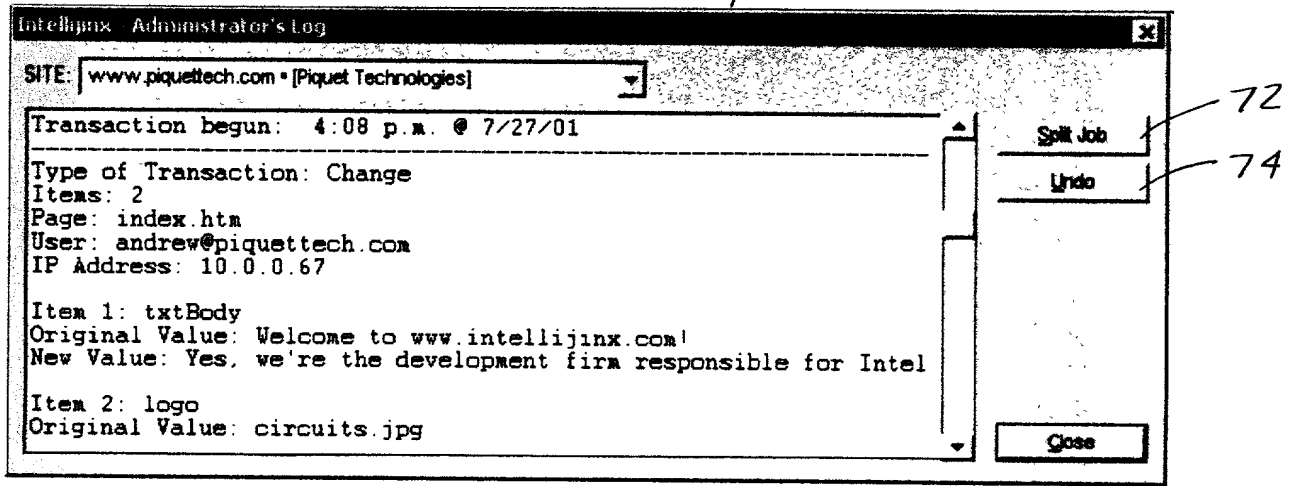 Intellijinx - Administrator's Log
SITE: www.piquettech.com • [Piquet Technologies]
Transaction begun: 4:08 p.m. @ 7/27/01
Type of Transaction: Change
Items: 2
Page: index.htm
User: andrew@piquettech.com
IP Address: 10.0.0.67
Item 1: txtBody
Original Value: Welcome to www.intellijinx.com!
New Value: Yes, we're the development firm responsible for Intel
Item 2: logo
Original Value: circuits.jpg
Split Job
Undo
Close
72
74